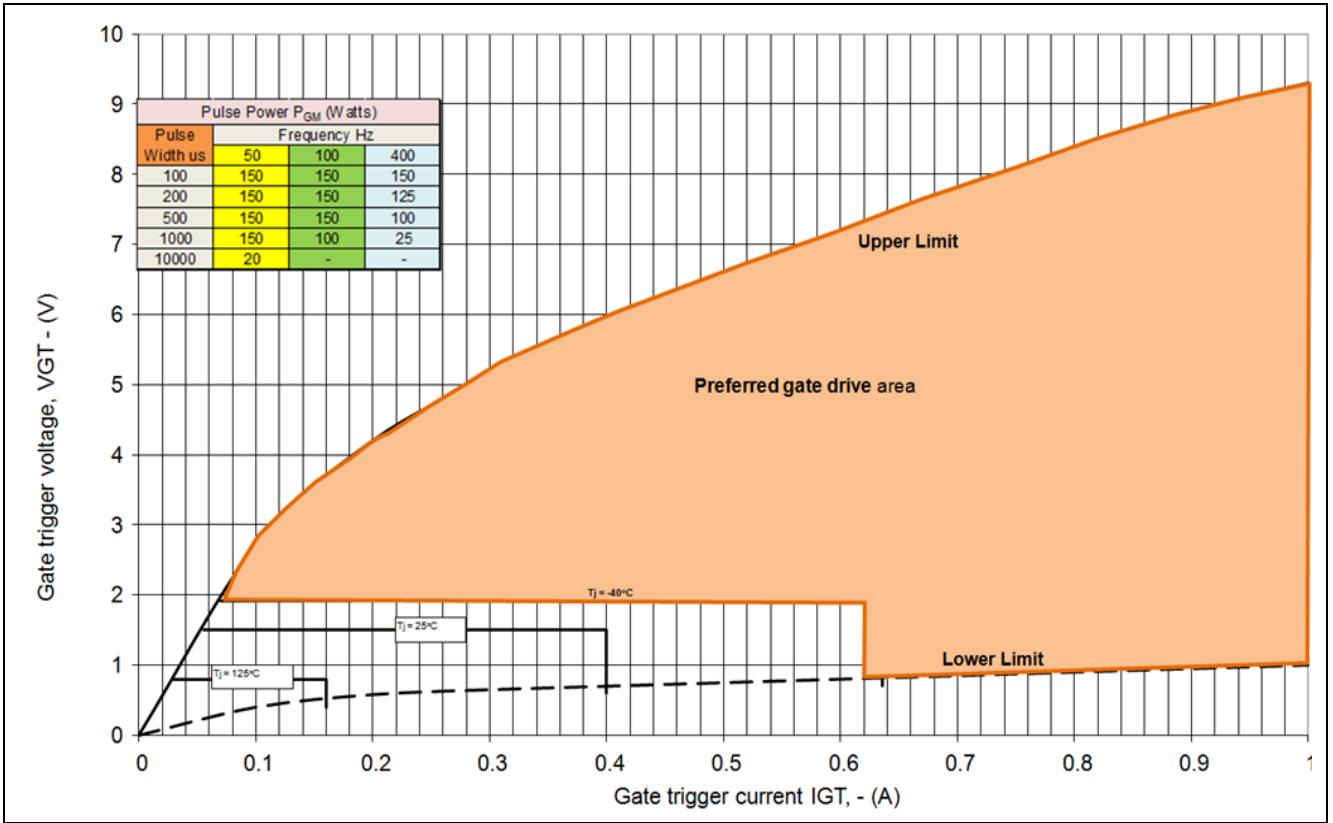 Gate trigger voltage, VGT - (V)
10
9
8
7
6
5
4
3
2
1
0
Pulse Power PGM (Watts)
Pulse Width us
Frequency Hz
50 100 400
100 150 150 150
200 150 150 125
500 150 150 100
1000 150 100 25
10000 20 - -
Upper Limit
Preferred gate drive area
Tj = -40°C
Tj = 25°C
Lower Limit
Tj = 125°C
0 0.1 0.2 0.3 0.4 0.5 0.6 0.7 0.8 0.9 1
Gate trigger current IGT, - (A)